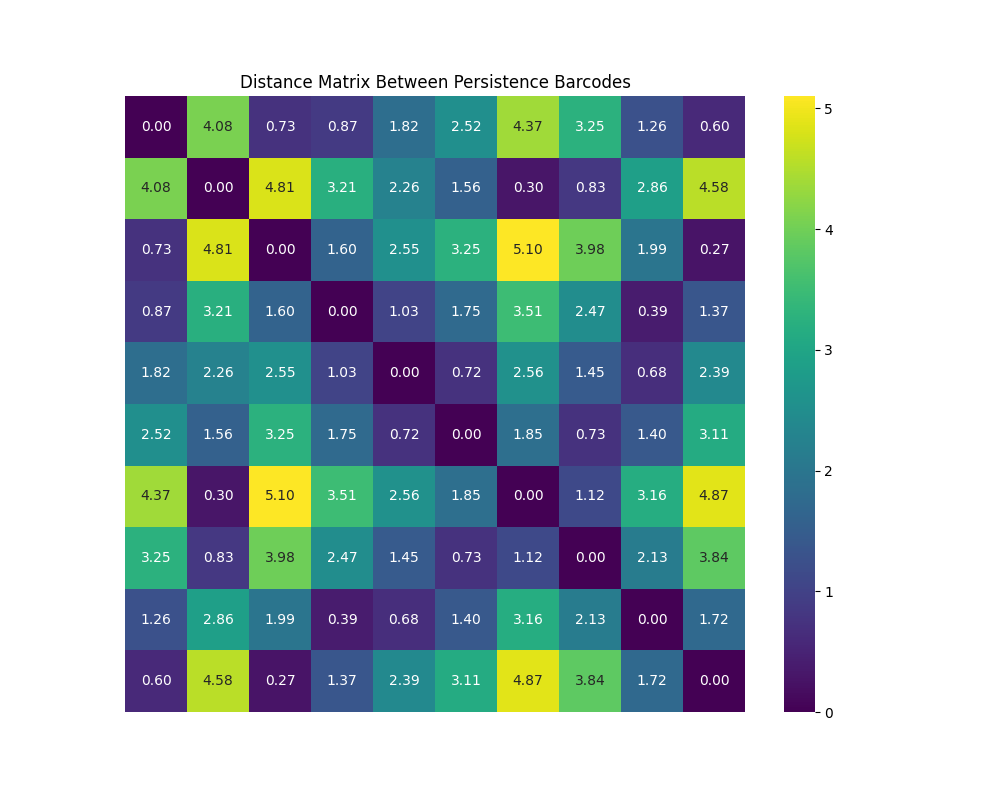 Distance Matrix Between Persistence Barcodes
0.00 4.08 0.73 0.87 1.82 2.52 4.37 3.25 1.26 0.60
4.08 0.00 4.81 3.21 2.26 1.56 0.30 0.83 2.86 4.58
0.73 4.81 0.00 1.60 2.55 3.25 5.10 3.98 1.99 0.27
0.87 3.21 1.60 0.00 1.03 1.75 3.51 2.47 0.39 1.37
1.82 2.26 2.55 1.03 0.00 0.72 2.56 1.45 0.68 2.39
2.52 1.56 3.25 1.75 0.72 0.00 1.85 0.73 1.40 3.11
4.37 0.30 5.10 3.51 2.56 1.85 0.00 1.12 3.16 4.87
3.25 0.83 3.98 2.47 1.45 0.73 1.12 0.00 2.13 3.84
1.26 2.86 1.99 0.39 0.68 1.40 3.16 2.13 0.00 1.72
0.60 4.58 0.27 1.37 2.39 3.11 4.87 3.84 1.72 0.00
5
4
3
2
1
0